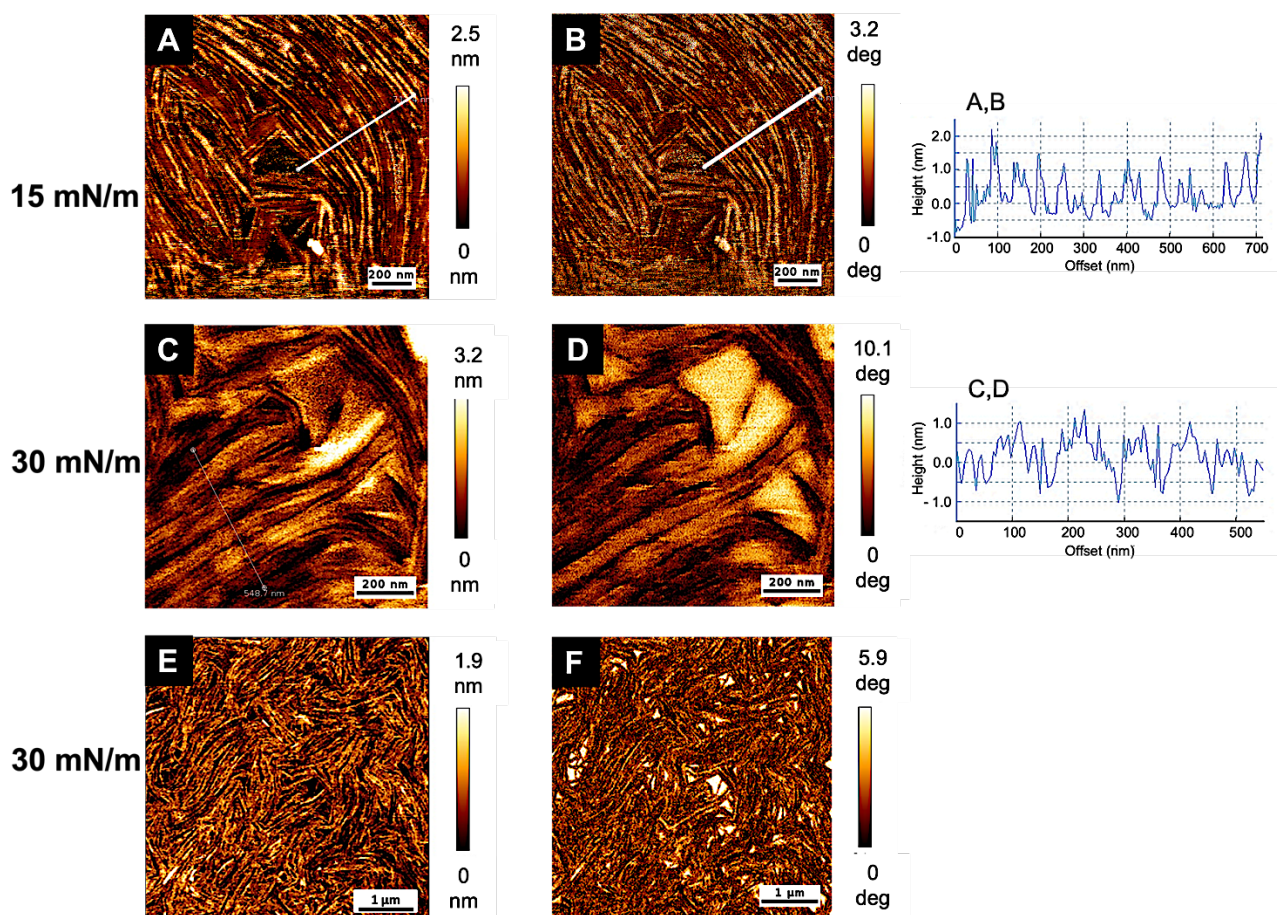 A
2.5
nm
0
nm
200 nm
B
3.2
deg
0
deg
200 nm
A,B
Height (nm)
2.0
1.0
0.0
-1.0
0 100 200 300 400 500 600 700
Offset (nm)
15 mN/m
C
3.2
nm
0
nm
548,7 nm
200 nm
D
10.1
deg
0
deg
200 nm
C,D
Height (nm)
1.0
0.0
- 1.0
0 100 200 300 400 500
Offset (nm)
30 mN/m
E
1.9
nm
0
nm
1 μm
F
5.9
deg
0
deg
1 μm
30 mN/m